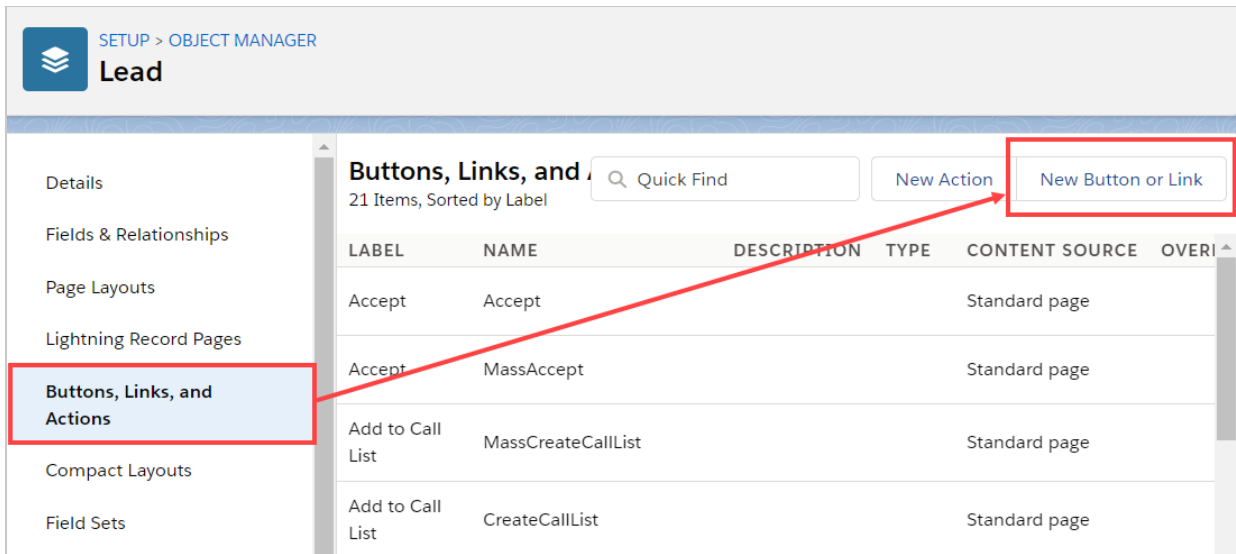 SETUP > OBJECT MANAGER
Lead
Details
Fields & Relationships
Page Layouts
Lightning Record Pages
Buttons, Links, and
Actions
Compact Layouts
Field Sets
Buttons, Links, and
21 Items, Sorted by Label
Quick Find
New Action
New Button or Link
LABEL NAME DESCRIPTION TYPE CONTENT SOURCE
Accept Accept Standard page
Accept MassAccept Standard page
Add to Call
List
MassCreateCallList Standard page
Add to Call
List
CreateCallList Standard page